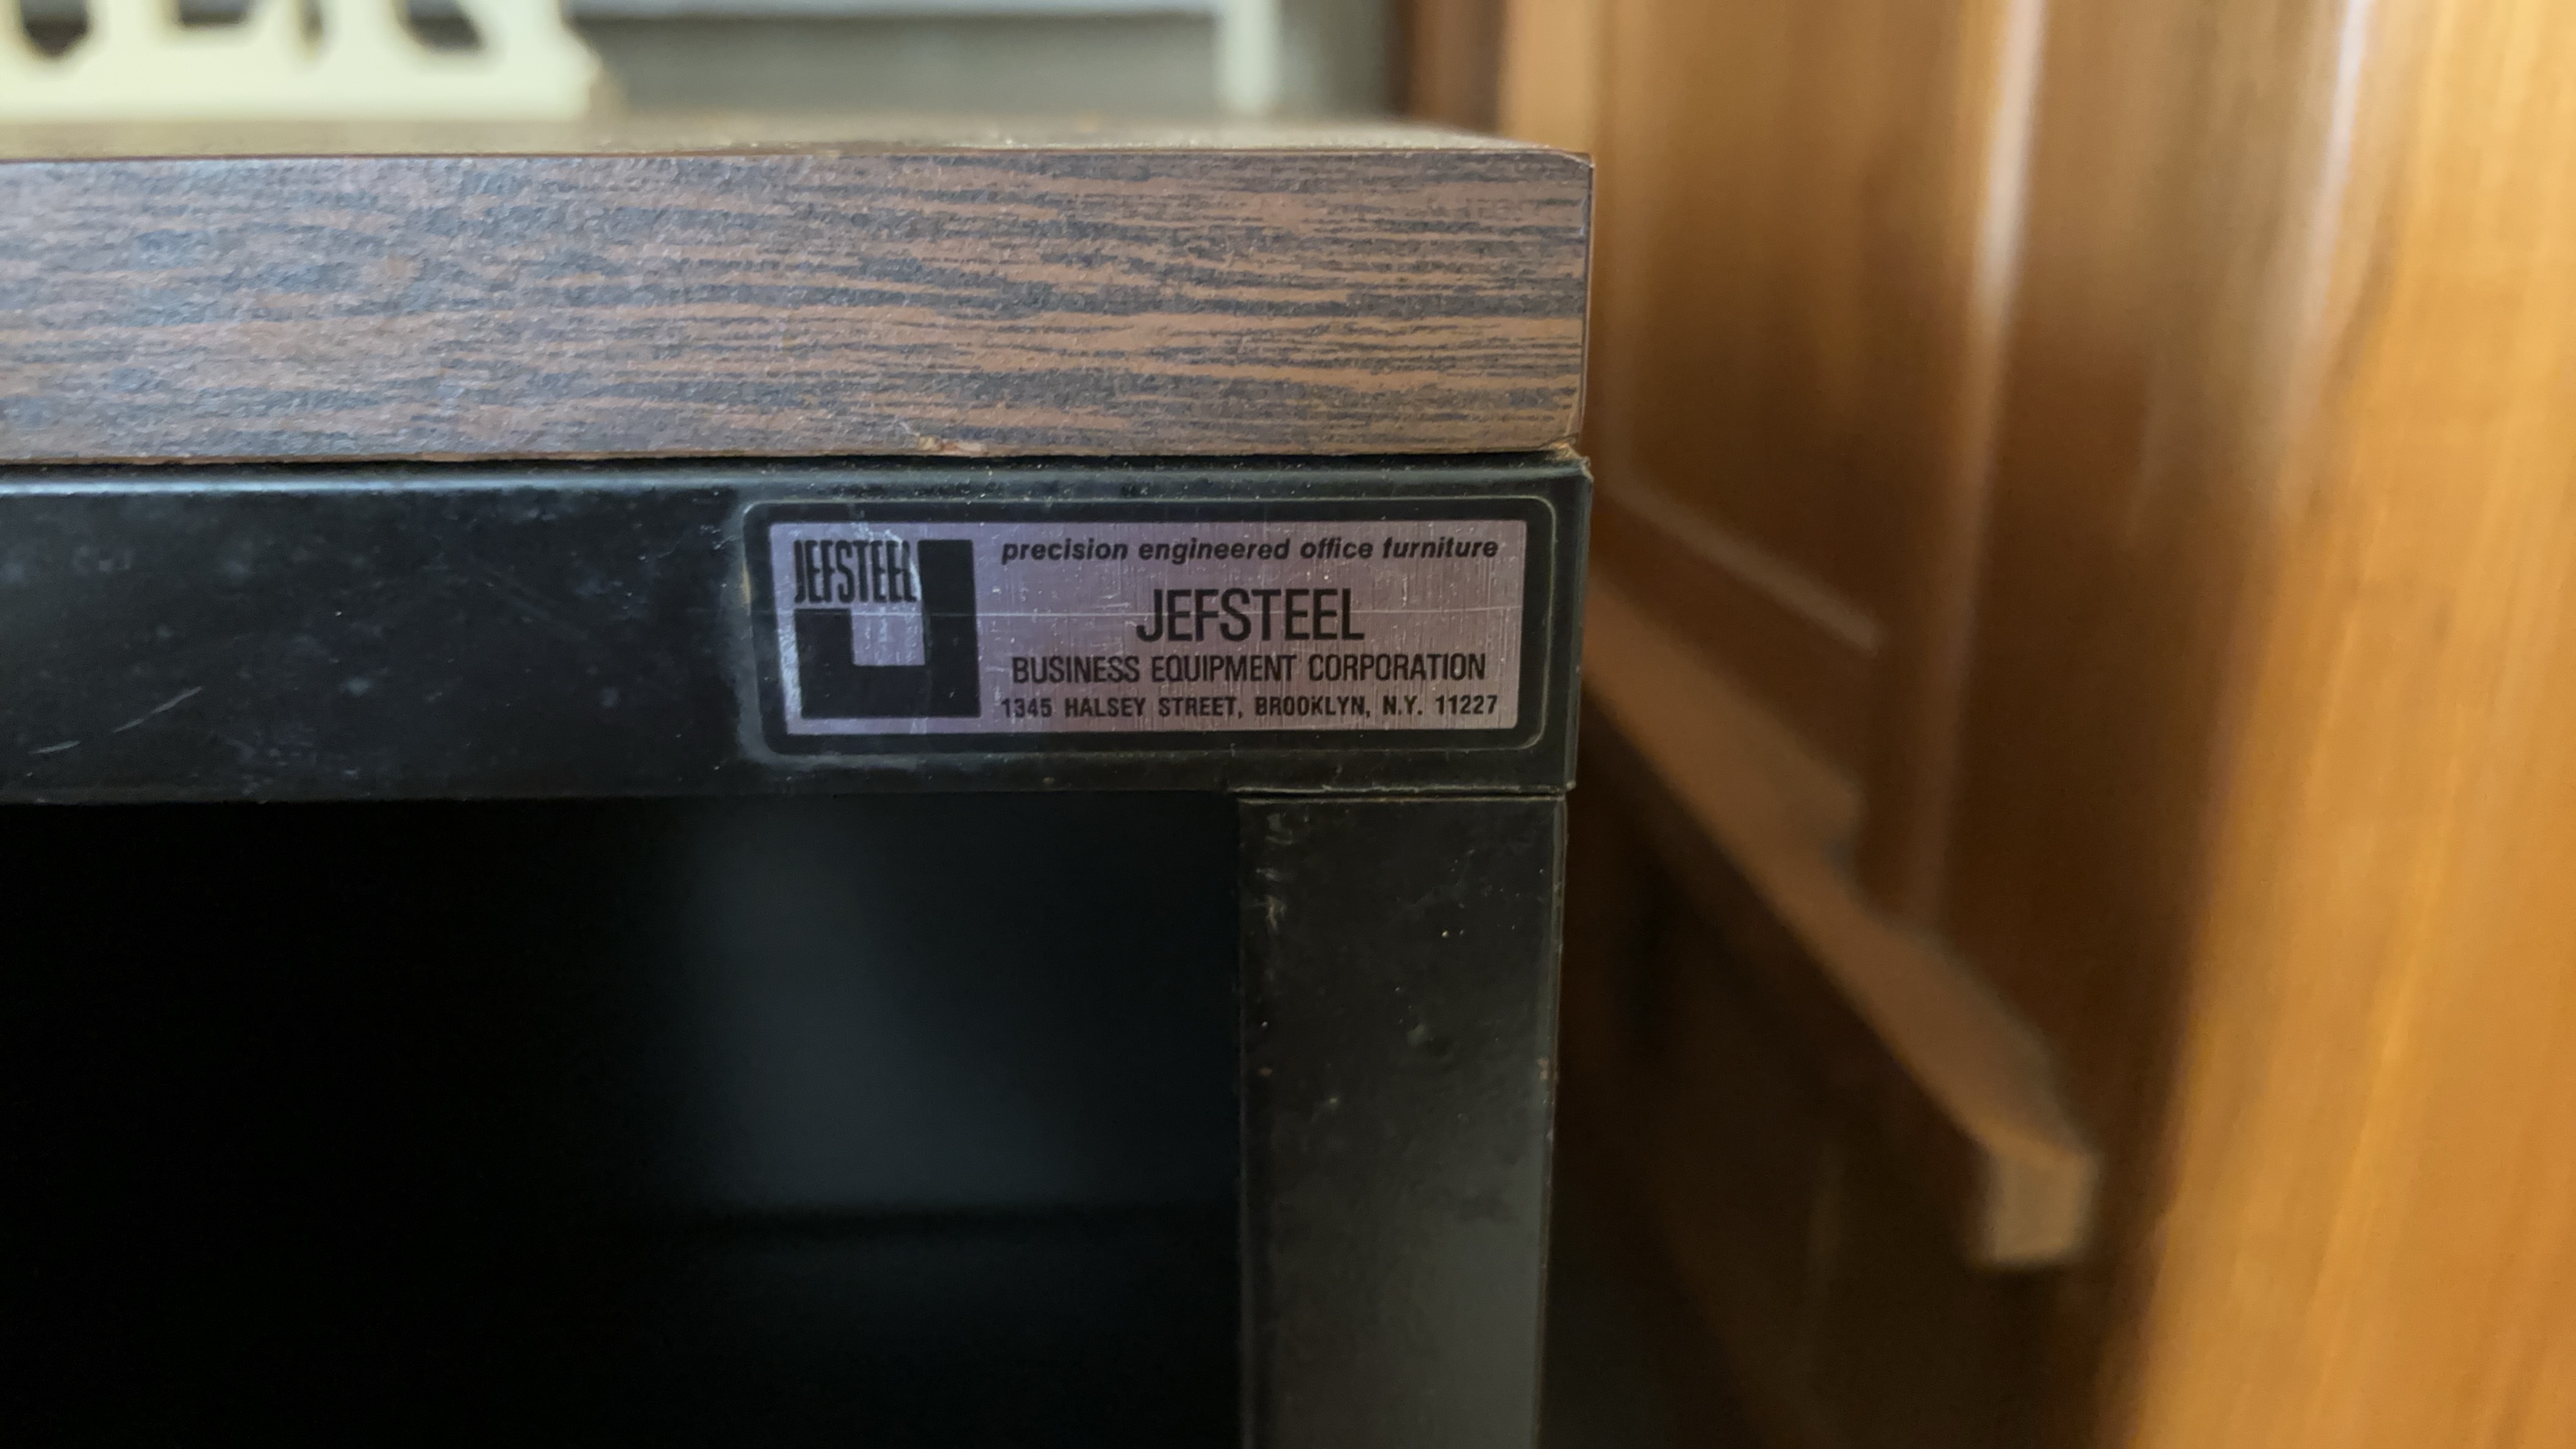 JEFSTEEL
precision engineered office furniture
JEFSTEEL
BUSINESS EQUIPMENT CORPORATION
1345 HALSEY STREET, BROOKLYN, N.Y. 11227